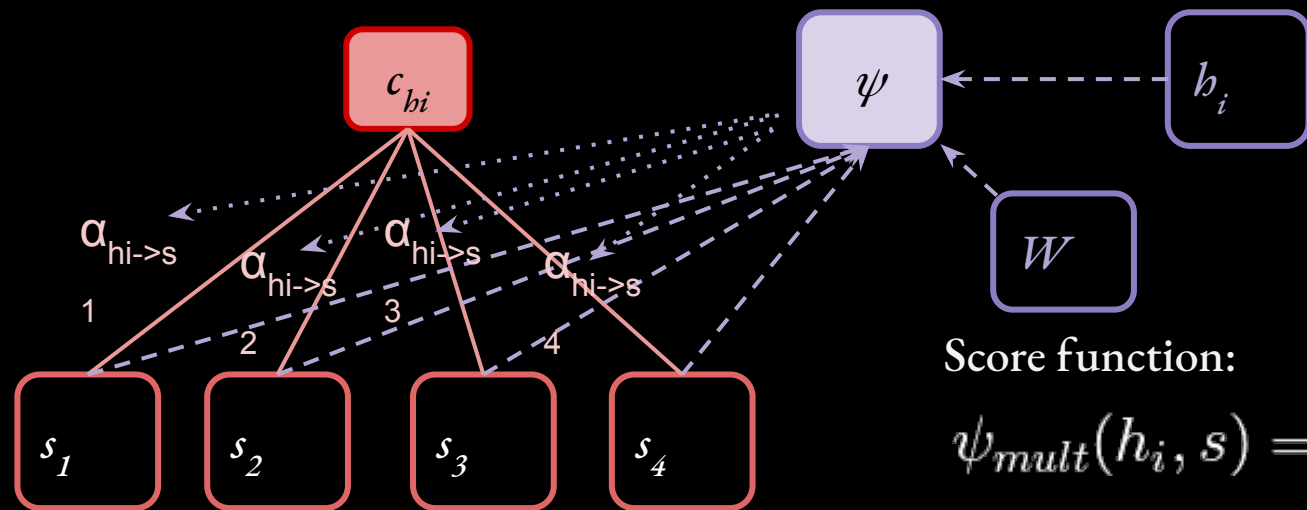 c_hi
ψ
h_i
α_hi->s
1
α_hi->s
2
α_hi->s
3
α_hi->s
4
W
s_1
s_2
s_3
s_4
Score function:
ψ_mult(h_i, s) =